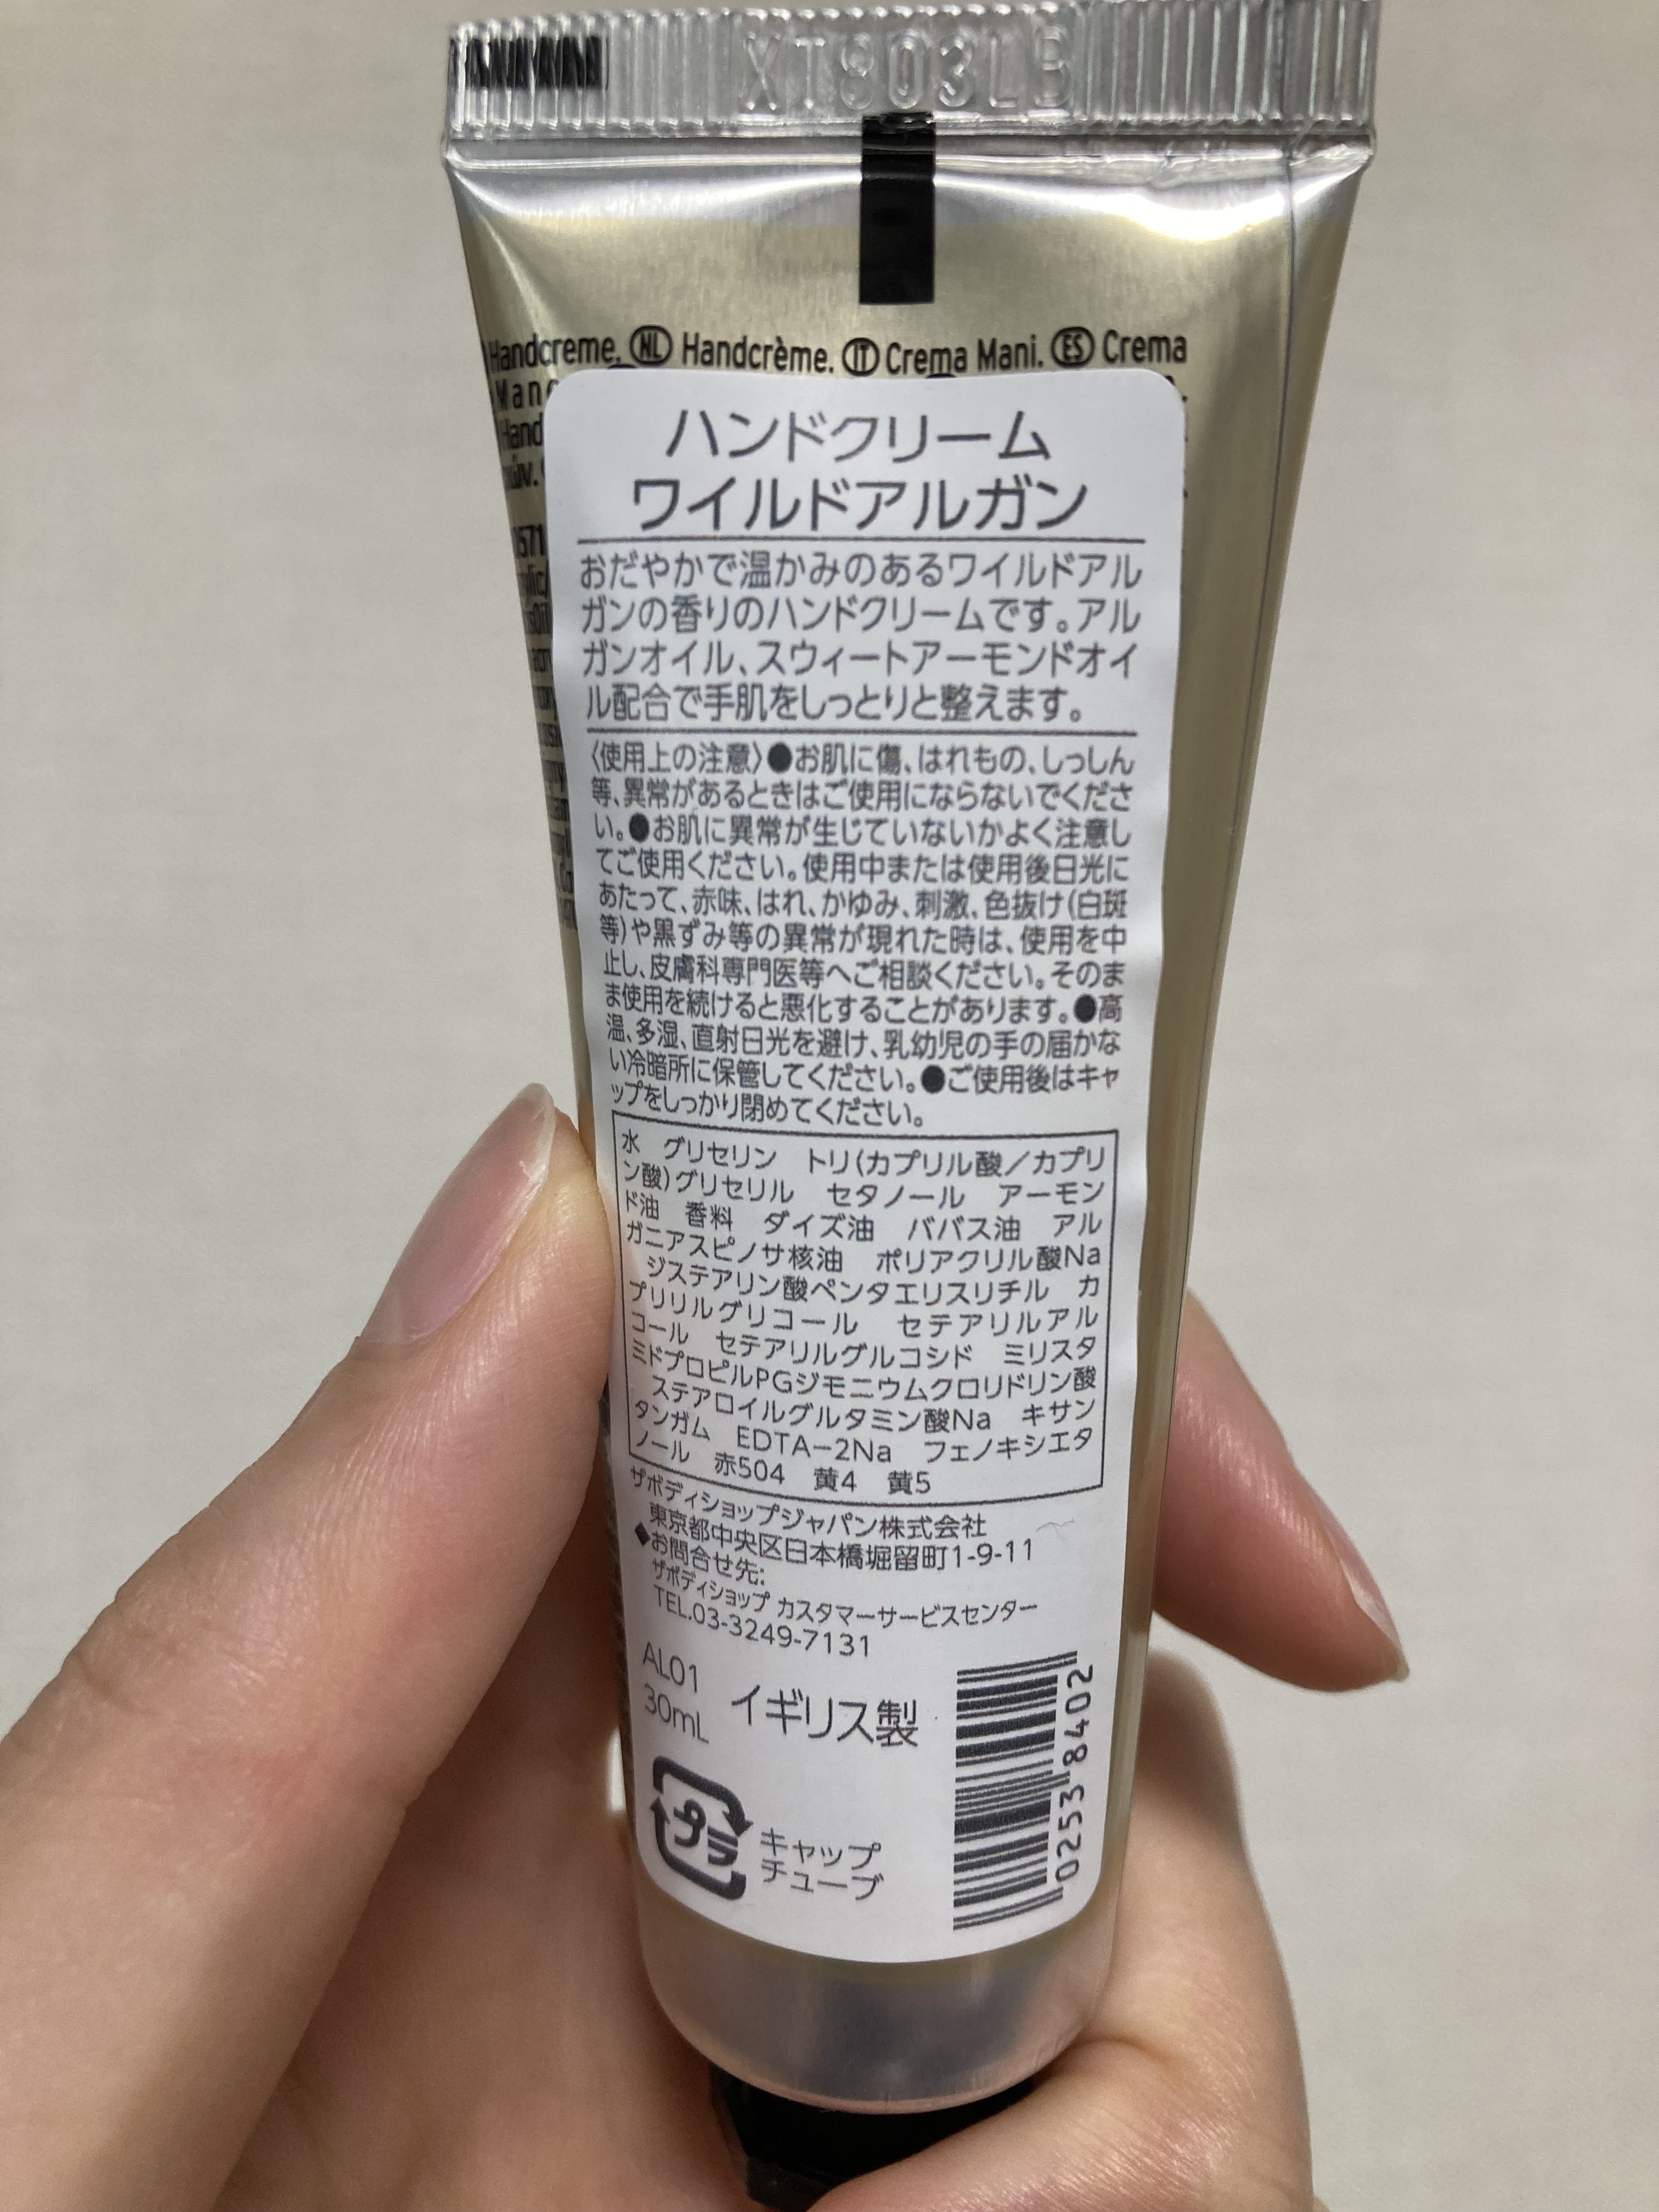 XT803LB
Handcreme. NL Handcrème. IT Crema Mani. ES Crema
Hand
ハンドクリーム
ワイルドアルガン
おだやかで温かみのあるワイルドアル
ガンの香りのハンドクリームです。アル
ガンオイル、スウィートアーモンドオイ
ル配合で手肌をしっとりと整えます。
〈使用上の注意〉●お肌に傷、はれもの、しっしん
等、異常があるときはご使用にならないでくださ
い。●お肌に異常が生じていないかよく注意し
てご使用ください。使用中または使用後日光に
あたって、赤味、はれ、かゆみ、刺激、色抜け(白斑
等)や黒ずみ等の異常が現れた時は、使用を中
止し、皮膚科専門医等へご相談ください。そのま
ま使用を続けると悪化することがあります。●高
温、多湿、直射日光を避け、乳幼児の手の届かな
い冷暗所に保管してください。●ご使用後はキャ
ップをしっかり閉めてください。
水 グリセリン トリ(カプリル酸/カプリ
ン酸)グリセリル セタノール アーモン
ド油 香料 ダイズ油 ババス油 アル
ガニアスピノサ核油 ポリアクリル酸Na
ジステアリン酸ペンタエリスリチル カ
プリリルグリコール セテアリルアル
コール セテアリルグルコシド ミリスタ
ミドプロピルPGジモニウムクロリドリン酸
ステアロイルグルタミン酸Na キサン
タンガム EDTA-2Na フェノキシエタ
ノール 赤504 黄4 黄5
ザボディショップジャパン株式会社
東京都中央区日本橋堀留町1-9-11
◆お問合せ先:
ザボディショップ カスタマーサービスセンター
TEL.03-3249-7131
AL01
30mL
イギリス製
プラ
キャップ
チューブ
0253 8402